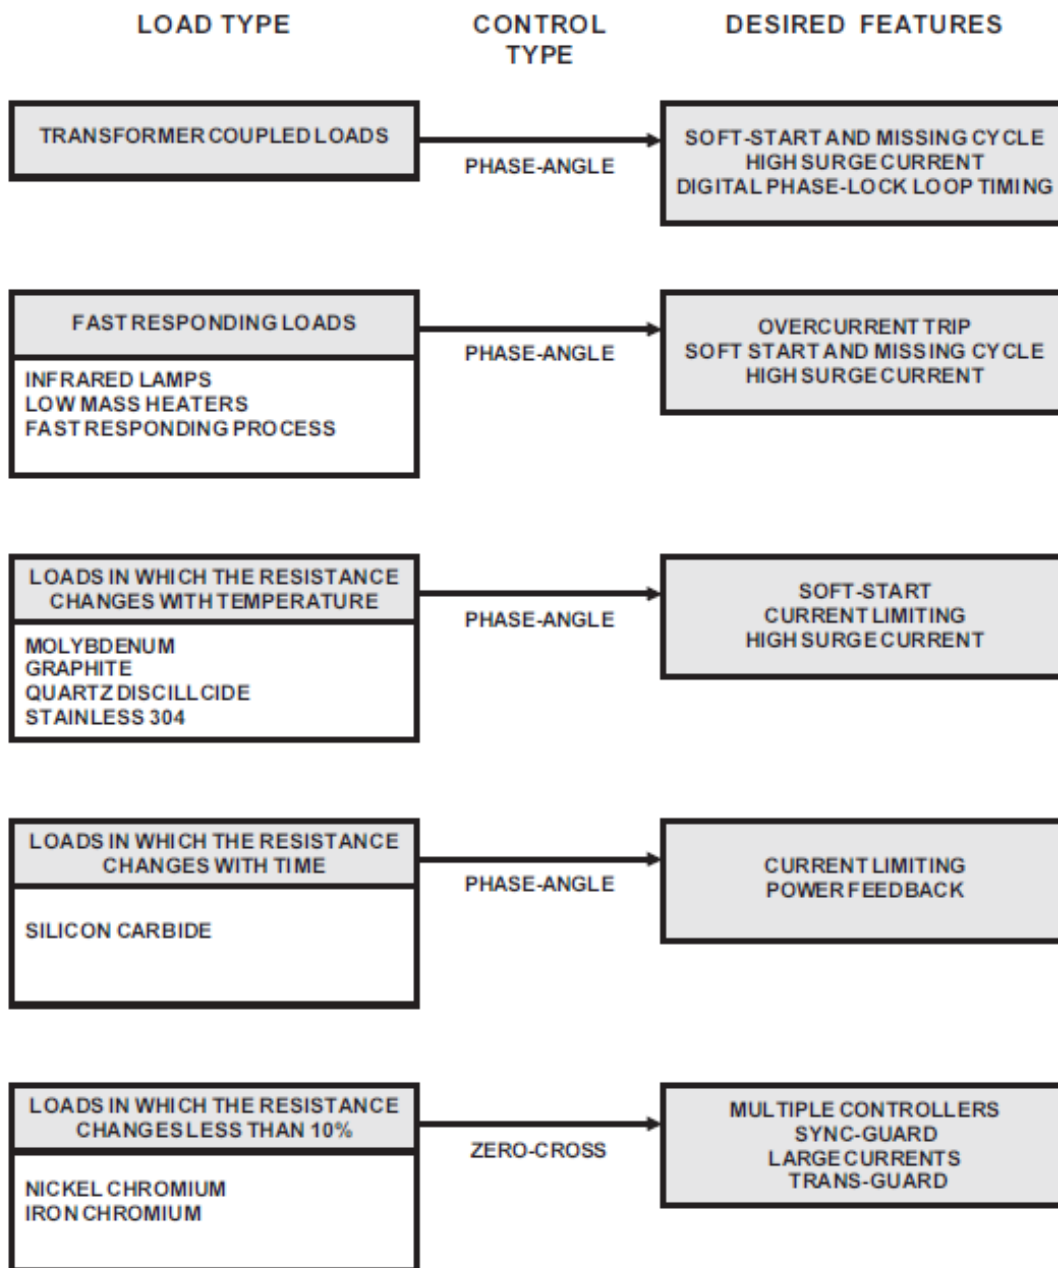 LOAD TYPE
CONTROL
TYPE
DESIRED FEATURES
TRANSFORMER COUPLED LOADS
PHASE-ANGLE
SOFT-START AND MISSING CYCLE
HIGH SURGE CURRENT
DIGITAL PHASE-LOCK LOOP TIMING
FAST RESPONDING LOADS
INFRARED LAMPS
LOW MASS HEATERS
FAST RESPONDING PROCESS
PHASE-ANGLE
OVERCURRENT TRIP
SOFT START AND MISSING CYCLE
HIGH SURGE CURRENT
LOADS IN WHICH THE RESISTANCE
CHANGES WITH TEMPERATURE
MOLYBDENUM
GRAPHITE
QUARTZ DISCILLCIDE
STAINLESS 304
PHASE-ANGLE
SOFT-START
CURRENT LIMITING
HIGH SURGE CURRENT
LOADS IN WHICH THE RESISTANCE
CHANGES WITH TIME
SILICON CARBIDE
PHASE-ANGLE
CURRENT LIMITING
POWER FEEDBACK
LOADS IN WHICH THE RESISTANCE
CHANGES LESS THAN 10%
NICKEL CHROMIUM
IRON CHROMIUM
ZERO-CROSS
MULTIPLE CONTROLLERS
SYNC-GUARD
LARGE CURRENTS
TRANS-GUARD